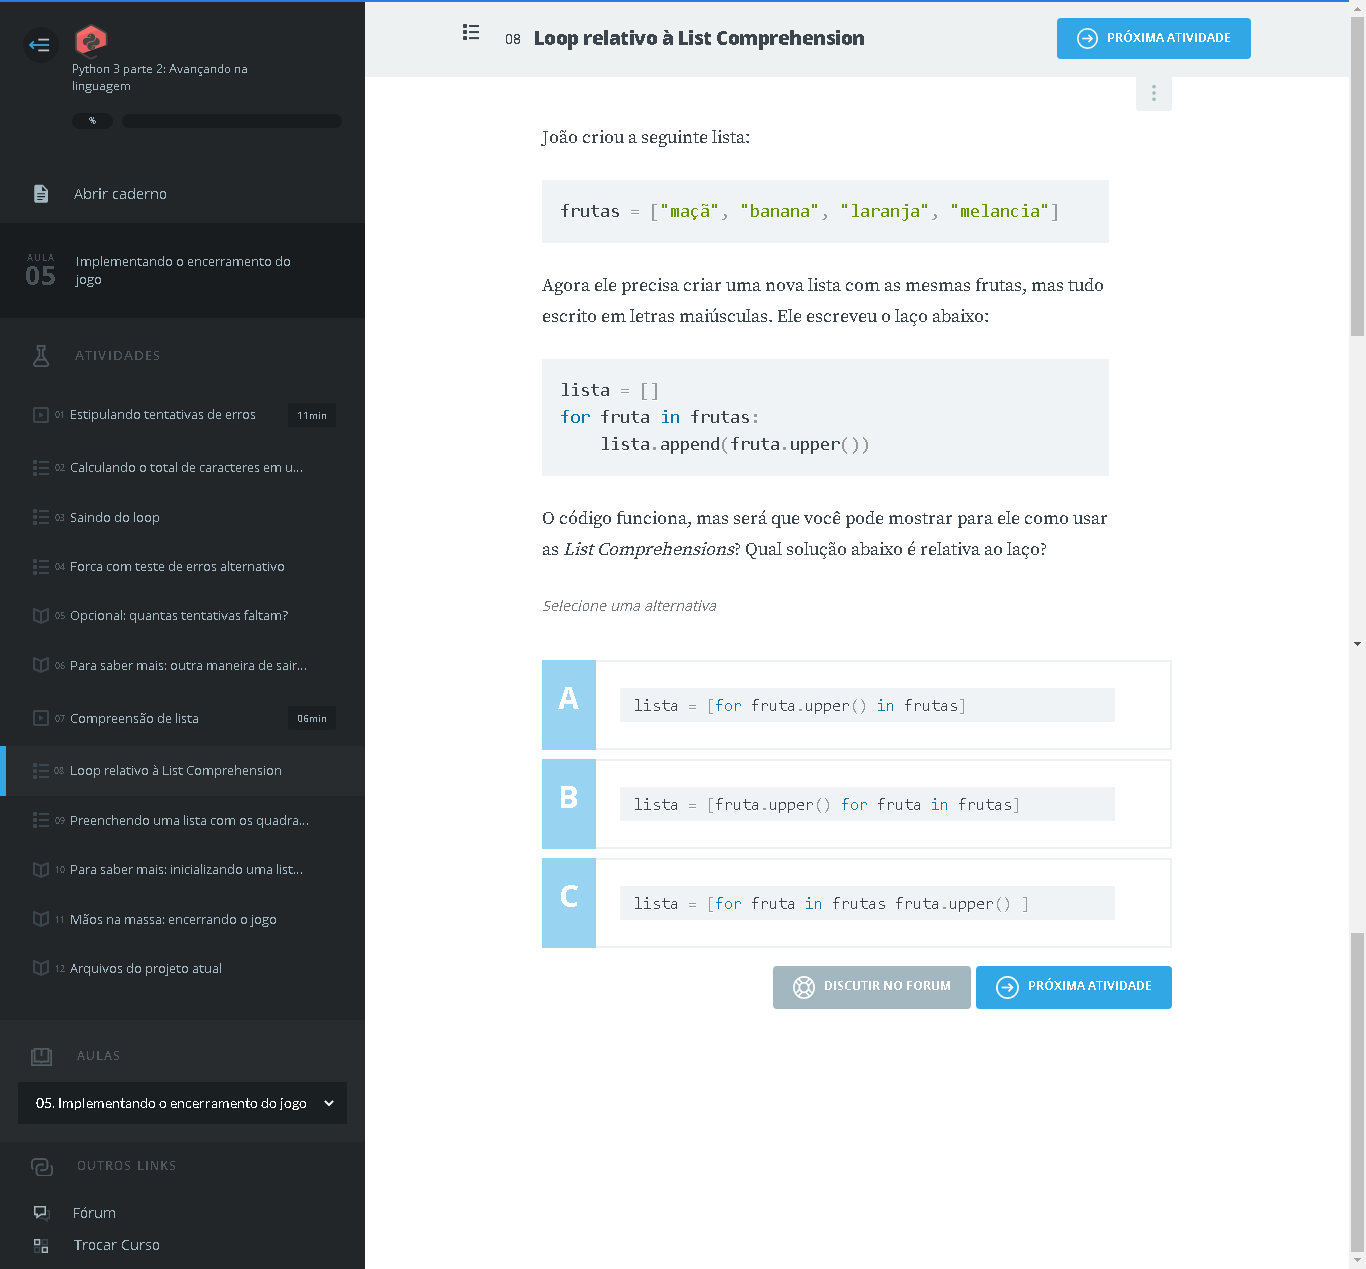 Python 3 parte 2: Avançando na
linguagem
%
Abrir caderno
AULA
05
Implementando o encerramento do
jogo
ATIVIDADES
01 Estipulando tentativas de erros 11min
02 Calculando o total de caracteres em u...
03 Saindo do loop
04 Forca com teste de erros alternativo
05 Opcional: quantas tentativas faltam?
06 Para saber mais: outra maneira de sair...
07 Compreensão de lista 06min
08 Loop relativo à List Comprehension
09 Preenchendo uma lista com os quadra...
10 Para saber mais: inicializando uma list...
11 Mãos na massa: encerrando o jogo
12 Arquivos do projeto atual
AULAS
05. Implementando o encerramento do jogo
OUTROS LINKS
Fórum
Trocar Curso
08 Loop relativo à List Comprehension
PRÓXIMA ATIVIDADE
João criou a seguinte lista:
frutas = ["maçã", "banana", "laranja", "melancia"]
Agora ele precisa criar uma nova lista com as mesmas frutas, mas tudo
escrito em letras maiúsculas. Ele escreveu o laço abaixo:
lista = []
for fruta in frutas:
    lista.append(fruta.upper())
O código funciona, mas será que você pode mostrar para ele como usar
as List Comprehensions? Qual solução abaixo é relativa ao laço?
Selecione uma alternativa
A
lista = [for fruta.upper() in frutas]
B
lista = [fruta.upper() for fruta in frutas]
C
lista = [for fruta in frutas fruta.upper() ]
DISCUTIR NO FORUM
PRÓXIMA ATIVIDADE